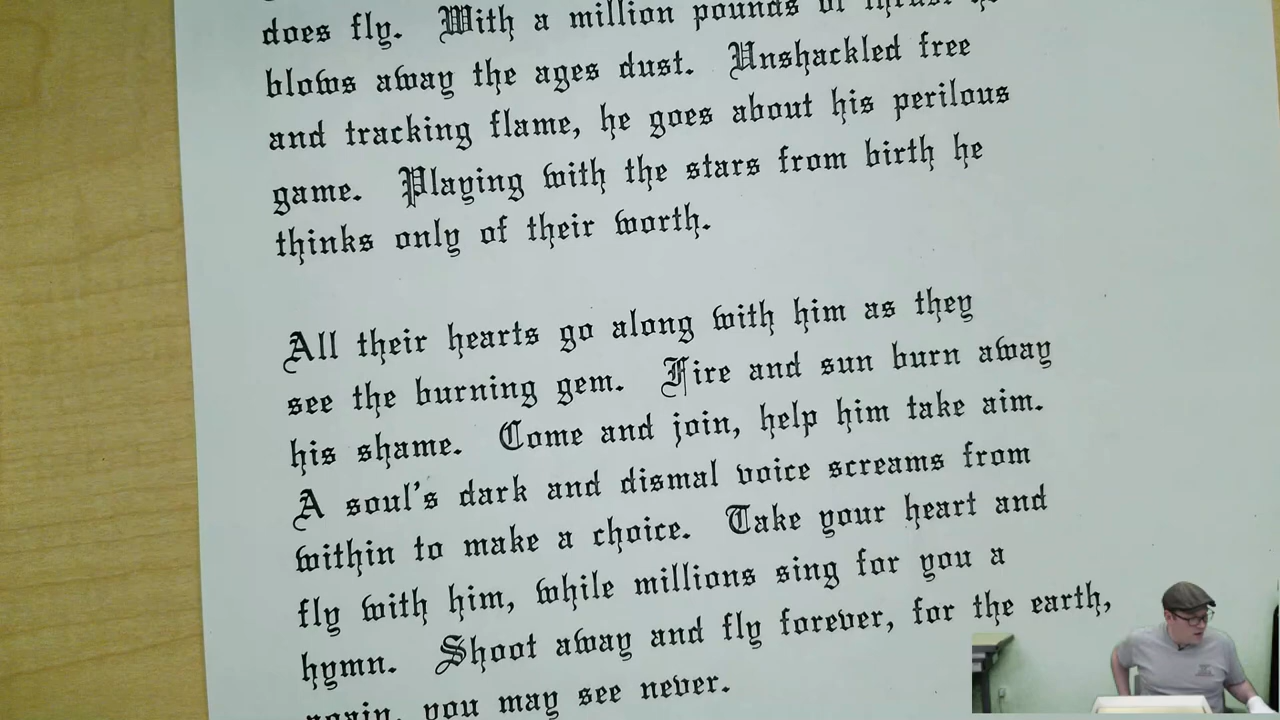 does fly. With a million pounds of thrust he
blows away the ages dust. Unshackled free
and tracking flame, he goes about his perilous
game. Playing with the stars from birth he
thinks only of their worth.
All their hearts go along with him as they
see the burning gem. Fire and sun burn away
his shame. Come and join, help him take aim.
A soul's dark and dismal voice screams from
within to make a choice. Take your heart and
fly with him, while millions sing for you a
hymn. Shoot away and fly forever, for the earth,
again, you may see never.